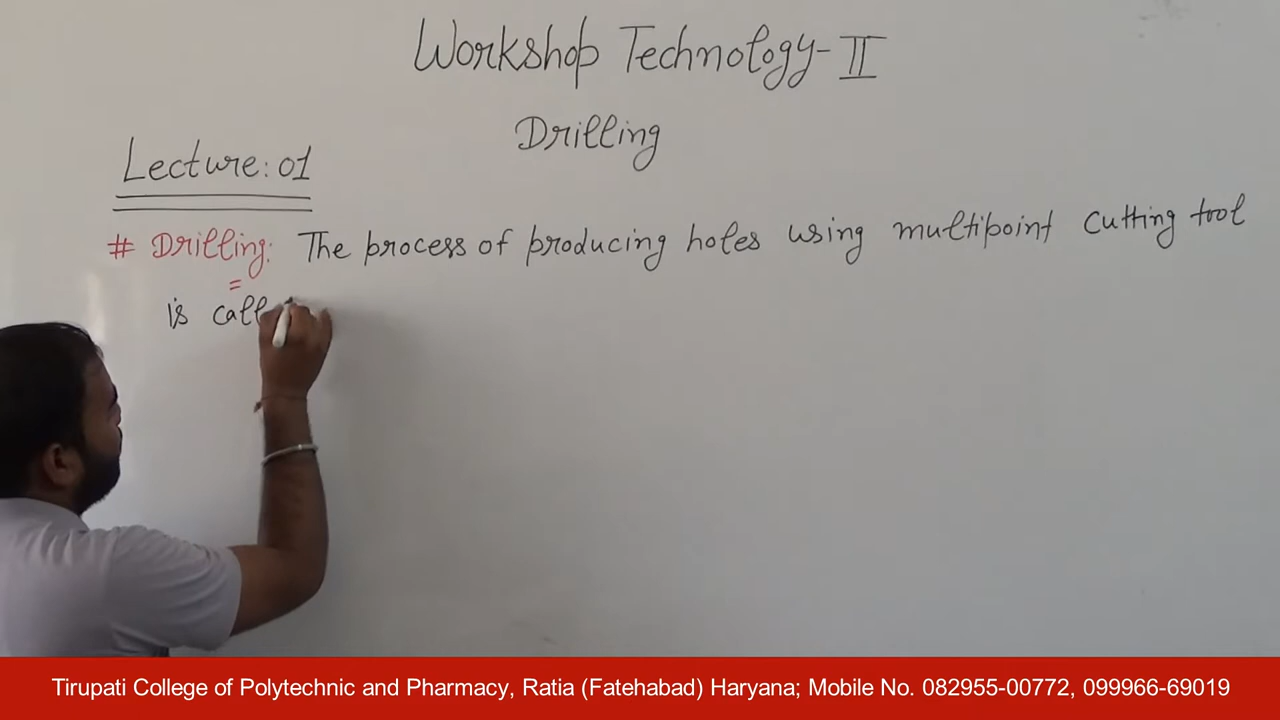 Workshop Technology-II
Drilling
Lecture: 01
# Drilling: The process of producing holes using multipoint cutting tool
is call
Tirupati College of Polytechnic and Pharmacy, Ratia (Fatehabad) Haryana; Mobile No. 082955-00772, 099966-69019